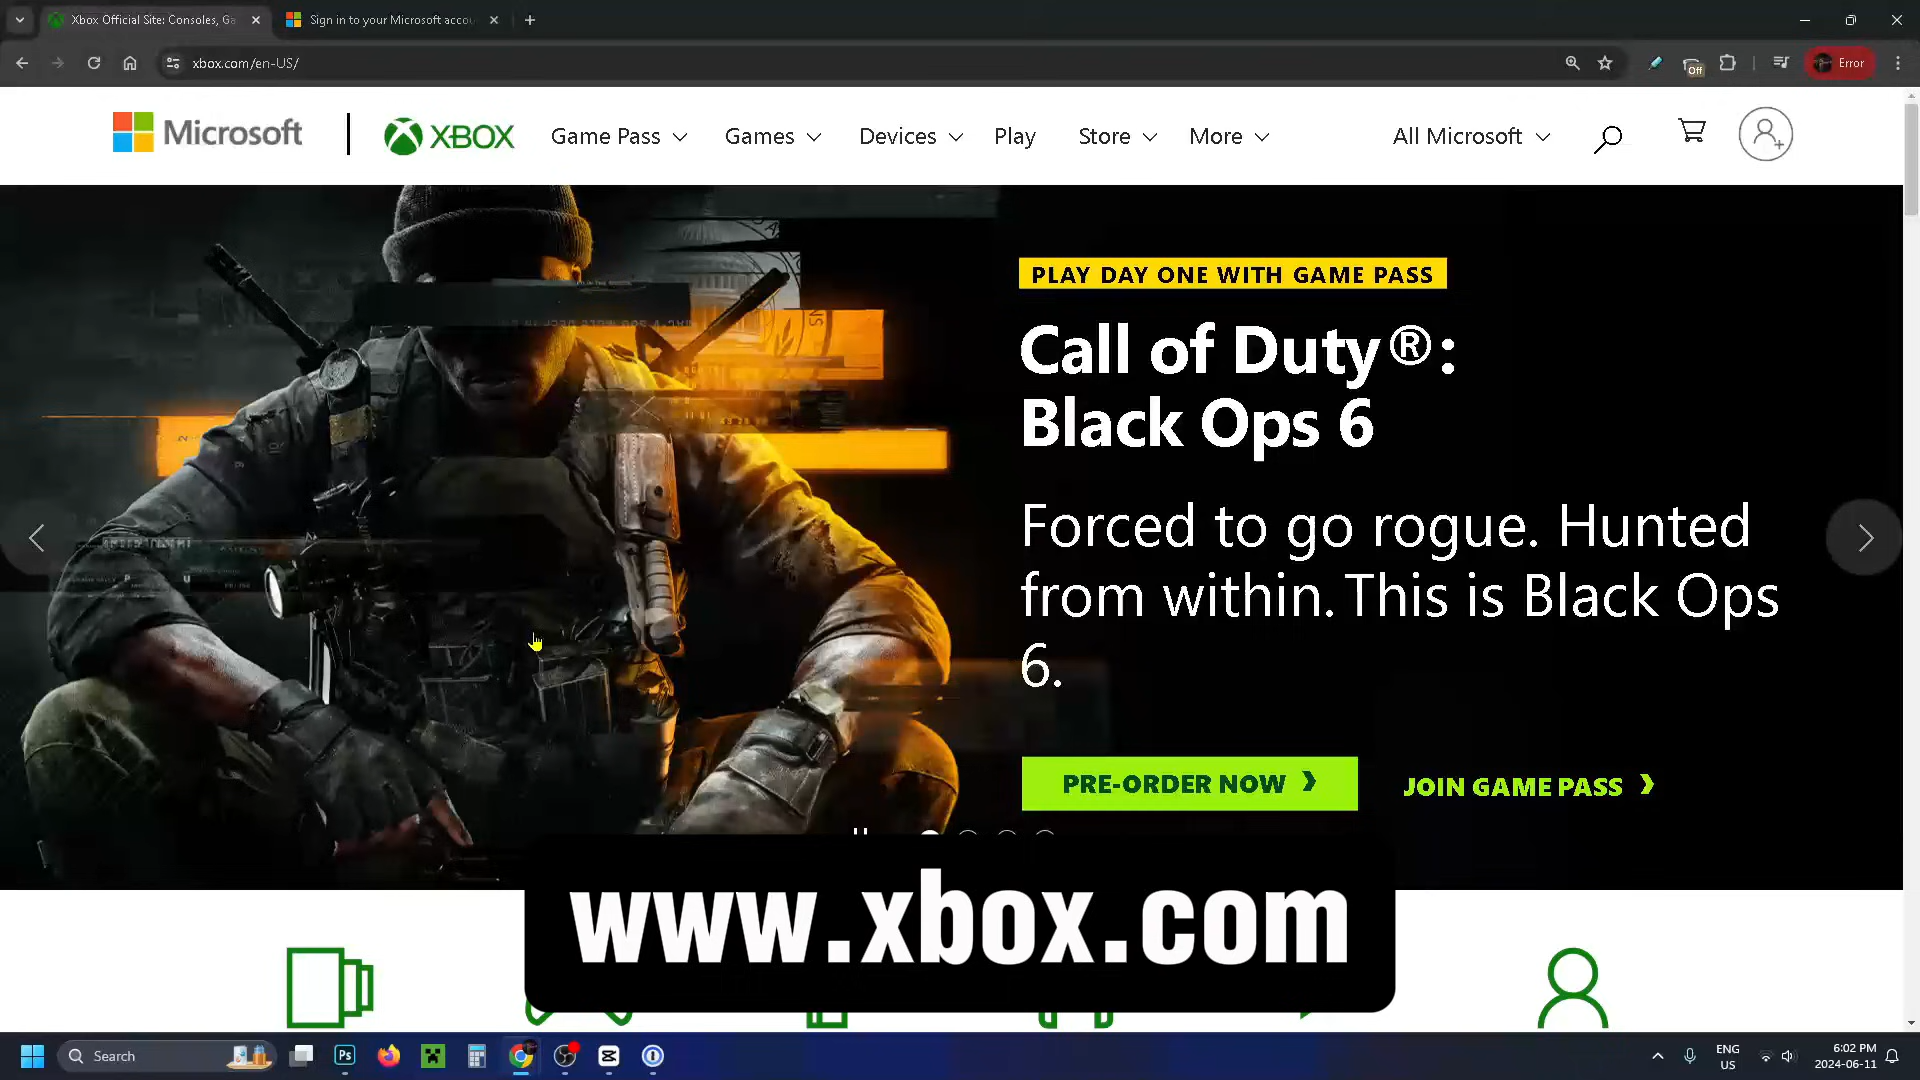 Xbox Official Site: Consoles, Ga
Sign in to your Microsoft accou
xbox.com/en-US/
Off
Error
Microsoft
XBOX
Game Pass
Games
Devices
Play
Store
More
All Microsoft
PLAY DAY ONE WITH GAME PASS
Call of Duty®:
Black Ops 6
Forced to go rogue. Hunted
from within. This is Black Ops
6.
PRE-ORDER NOW
JOIN GAME PASS
www.xbox.com
Search
Ps
ENG
US
6:02 PM
2024-06-11